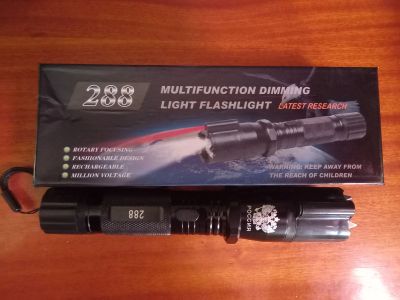 288
MULTIFUNCTION DIMMING
LIGHT FLASHLIGHT LATEST RESEARCH
ROTARY FOCUSING
FASHIONABLE DESIGN
RECHARGEABLE
MILLION VOLTAGE
WARNING: KEEP AWAY FROM
THE REACH OF CHILDREN
288
РОССИЯ